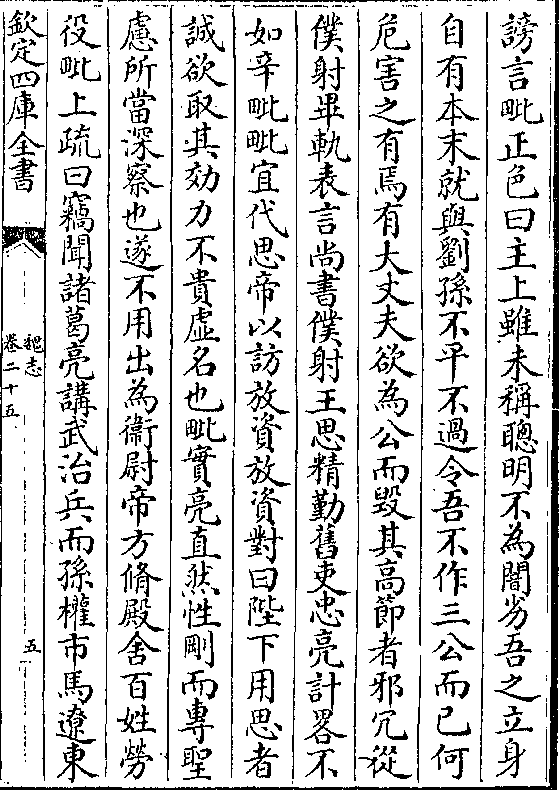 謗言毗正色曰主上雖未稱聰明不為闇劣吾之立身
自有本末就與劉孫不平不過令吾不作三公而已何
危害之有焉有大丈夫欲為公而毀其高節者邪冗從
僕射畢軌表言尚書僕射王思精勤舊吏忠亮計畧不
如辛毗毗宜代思帝以訪放資放資對曰陛下用思者
誠欲取其効力不貴虛名也毗實亮直然性剛而專聖
慮所當深察也遂不用出為衞尉帝方脩殿舍百姓勞
役毗上疏曰竊聞諸葛亮講武治兵而孫權市馬遼東
欽定四庫全書
魏志
卷二十五
五